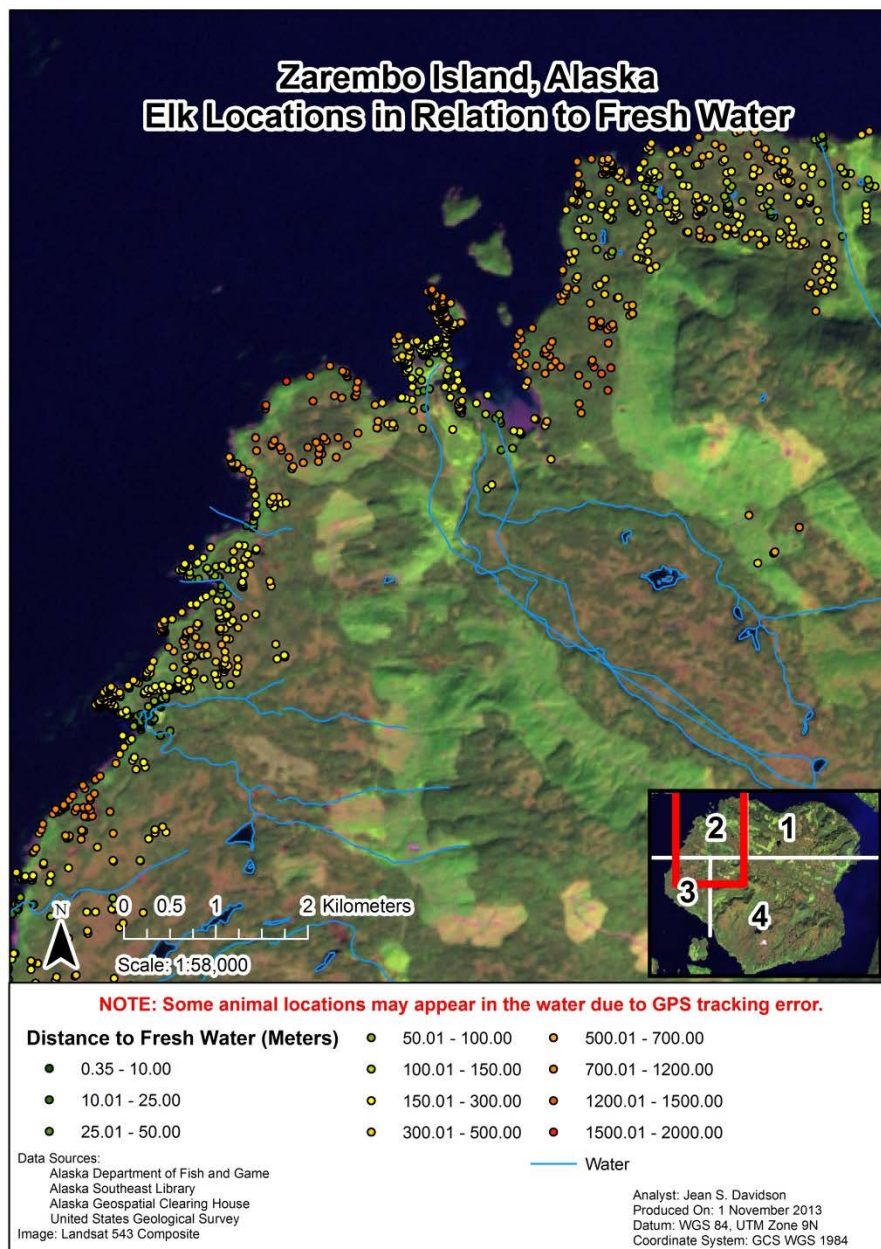 Zarembo Island, Alaska
Elk Locations in Relation to Fresh Water
1
2
3
4
N
0 0.5 1 2 Kilometers
Scale: 1:58,000
NOTE: Some animal locations may appear in the water due to GPS tracking error.
Distance to Fresh Water (Meters)
0.35 - 10.00
10.01 - 25.00
25.01 - 50.00
50.01 - 100.00
100.01 - 150.00
150.01 - 300.00
300.01 - 500.00
500.01 - 700.00
700.01 - 1200.00
1200.01 - 1500.00
1500.01 - 2000.00
Water
Data Sources:
Alaska Department of Fish and Game
Alaska Southeast Library
Alaska Geospatial Clearing House
United States Geological Survey
Image: Landsat 543 Composite
Analyst: Jean S. Davidson
Produced On: 1 November 2013
Datum: WGS 84, UTM Zone 9N
Coordinate System: GCS WGS 1984